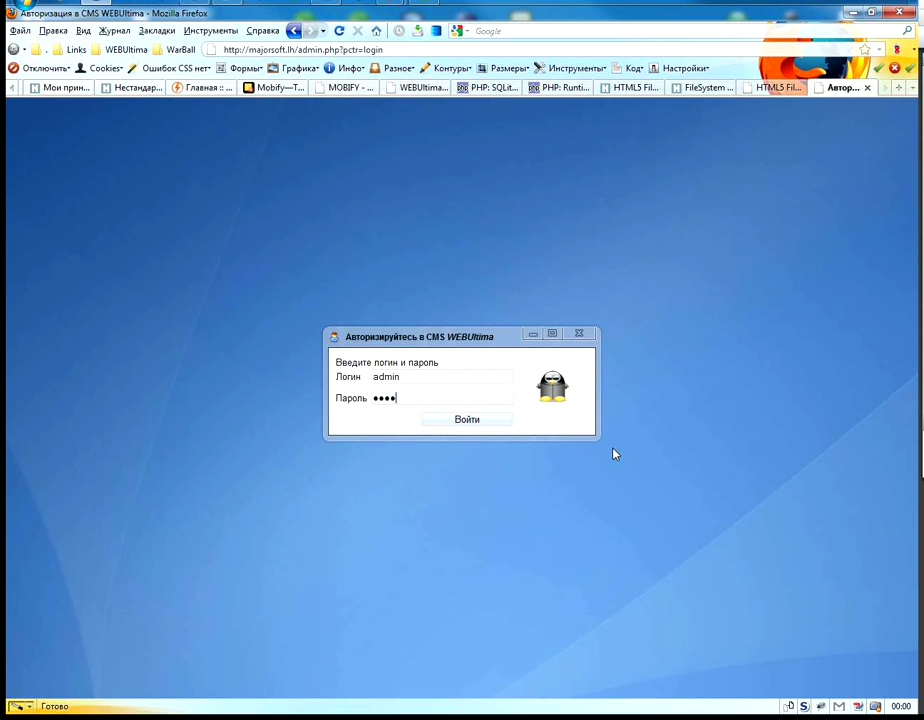 Авторизация в CMS WEBUltima - Mozilla Firefox
Файл Правка Вид Журнал Закладки Инструменты Справка Google
. Links WEBUltima WarBall http://majorsoft.lh/admin.php?pctr=login
Отключить Cookies Ошибок CSS нет Формы Графика Инфо Разное Контуры Размеры Инструменты Код Настройки
Мои прин... Нестандар... Главная :: ... Mobify—T... MOBIFY - ... WEBUltima... PHP: SQLit... PHP: Runti... HTML5 Fil... FileSystem ... HTML5 Fil... Автор...
Авторизируйтесь в CMS WEBUltima
Введите логин и пароль
Логин admin
Пароль ••••
Войти
Готово 00:00